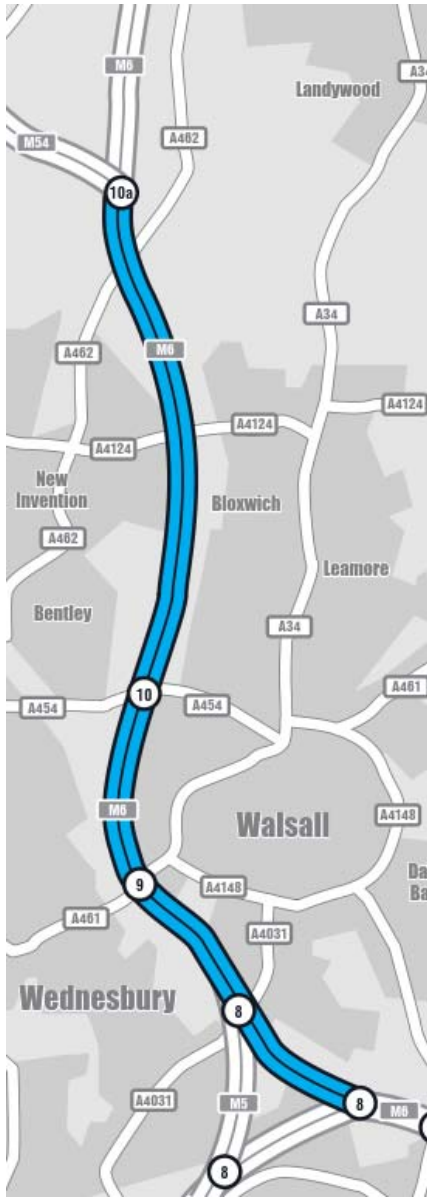 M6
A34
Landywood
A462
M54
10a
A34
A462
M6
A4124
A4124
A4124
New
Invention
Bloxwich
A462
Leamore
Bentley
A34
A461
10
A454
A454
M6
A4148
Walsall
9
A4148
A461
A4031
Wednesbury
8
A4031
M5
8
M6
8